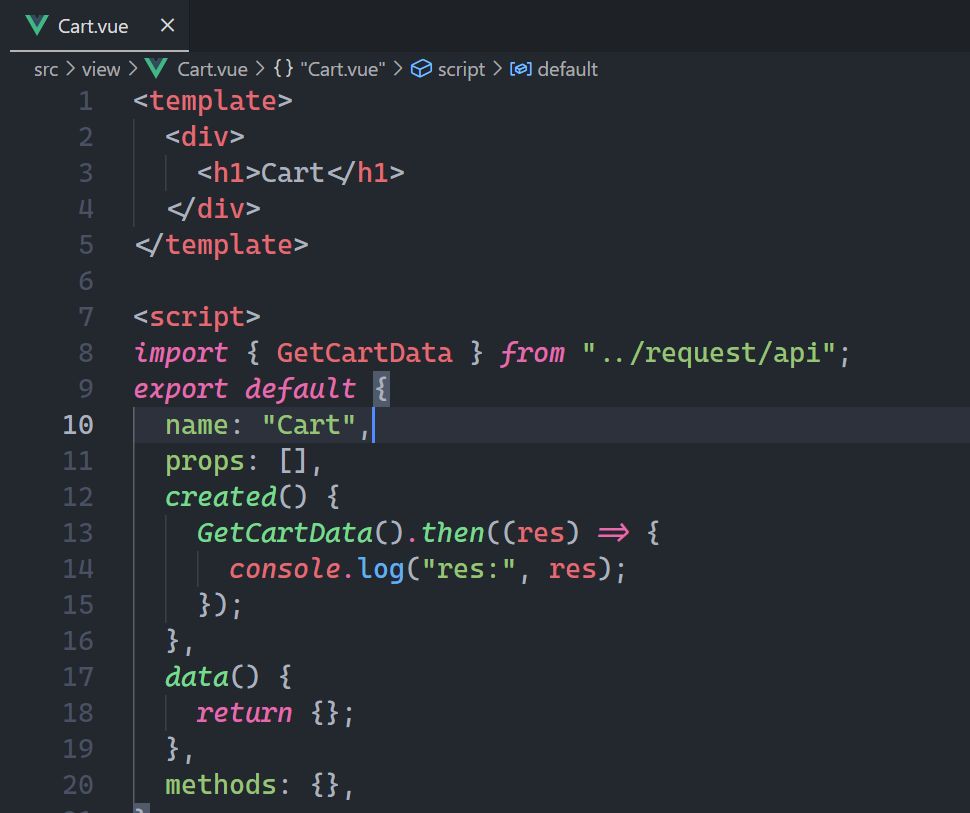 Cart.vue ×
src > view > Cart.vue > {} "Cart.vue" > script > default
1 <template>
2 <div>
3 <h1>Cart</h1>
4 </div>
5 </template>
6
7 <script>
8 import { GetCartData } from "../request/api";
9 export default {
10 name: "Cart",
11 props: [],
12 created() {
13 GetCartData().then((res) => {
14 console.log("res:", res);
15 });
16 },
17 data() {
18 return {};
19 },
20 methods: {},